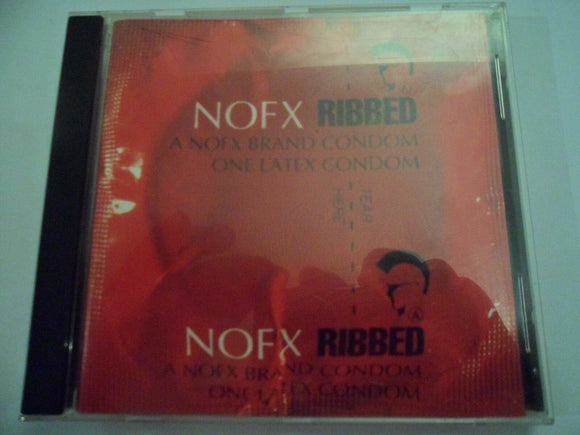 NOFX RIBBED
A NOFX BRAND CONDOM
ONE LATEX CONDOM
TEAR
HERE
NOFX RIBBED
A NOFX BRAND CONDOM
ONE LATEX CONDOM